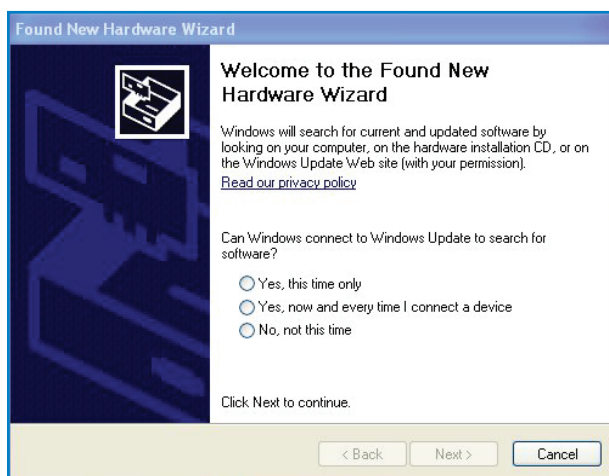 Found New Hardware Wizard
Welcome to the Found New
Hardware Wizard
Windows will search for current and updated software by
looking on your computer, on the hardware installation CD, or on
the Windows Update Web site (with your permission).
Read our privacy policy
Can Windows connect to Windows Update to search for
software?
Yes, this time only
Yes, now and every time I connect a device
No, not this time
Click Next to continue.
< Back Next > Cancel